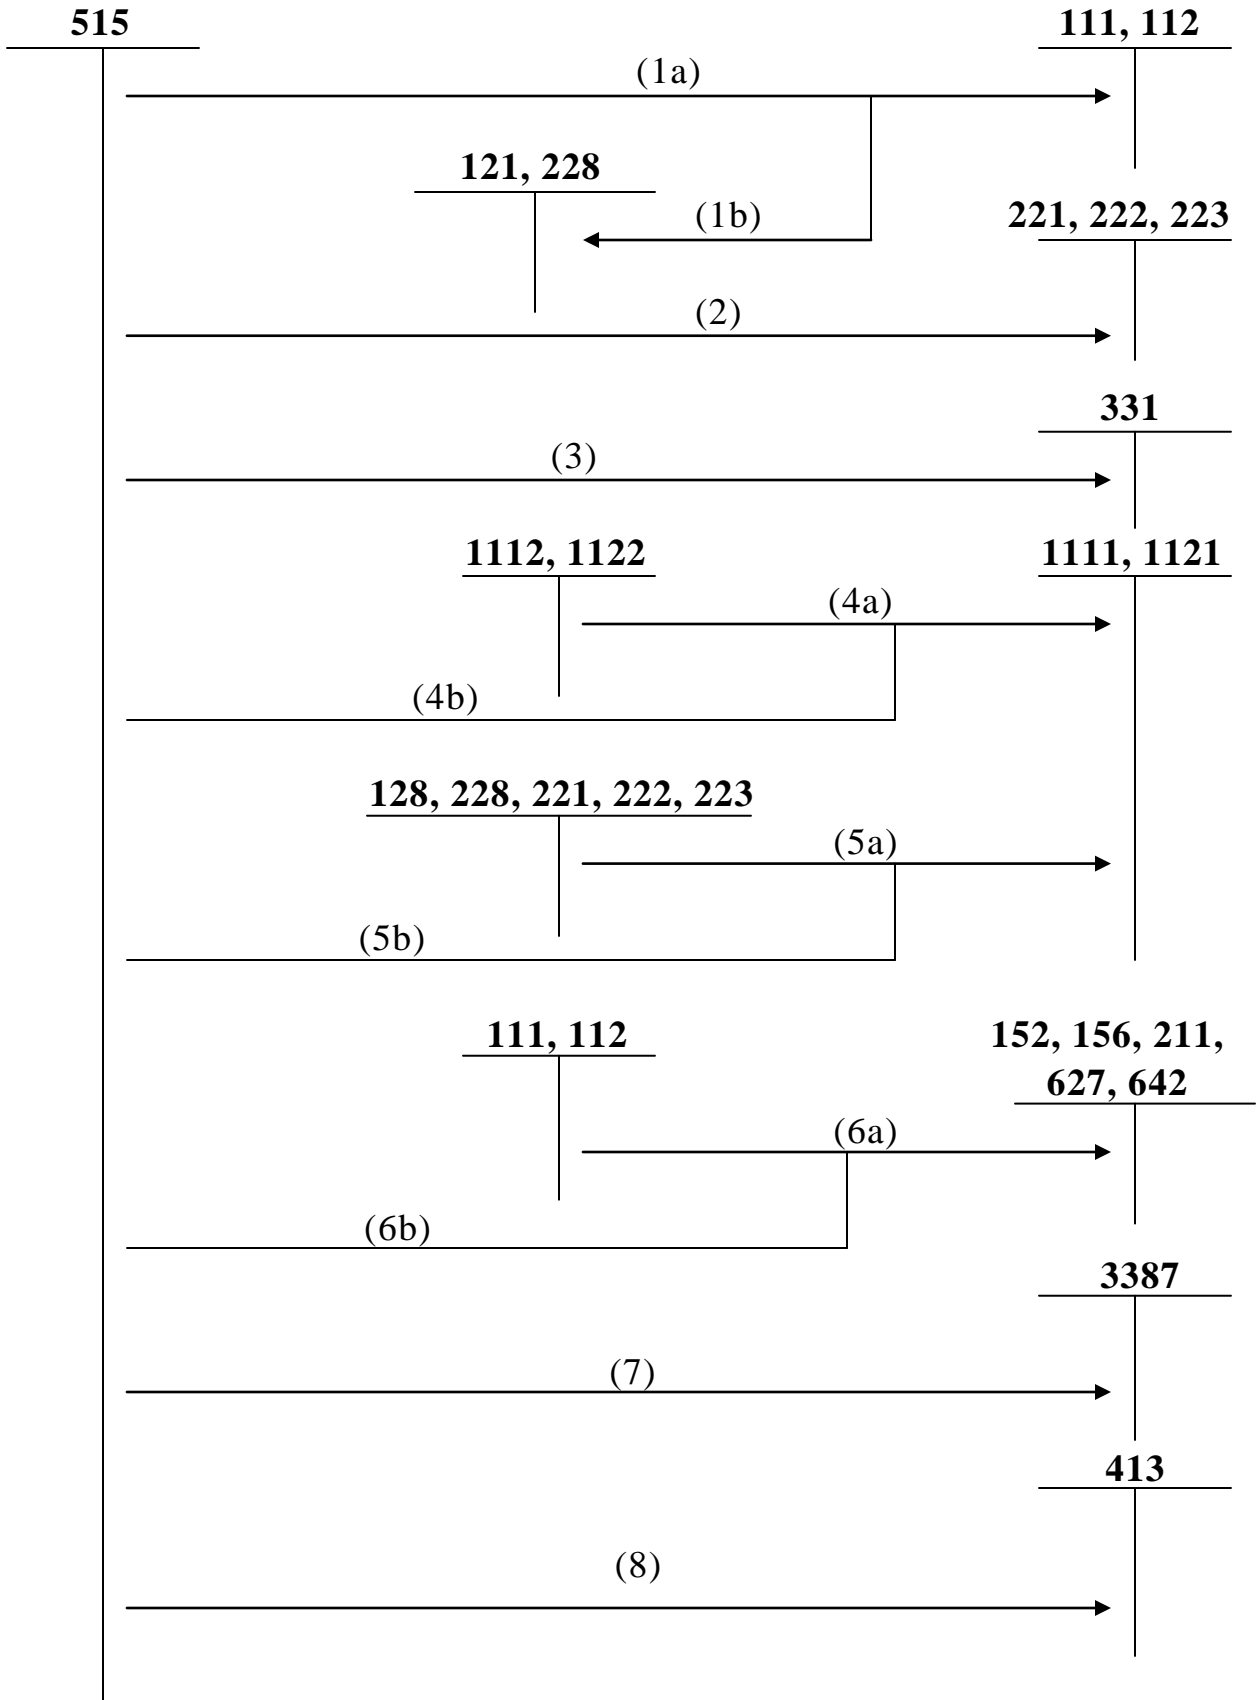 515
111, 112
(1a)
121, 228
(1b)
221, 222, 223
(2)
331
(3)
1112, 1122
1111, 1121
(4a)
(4b)
128, 228, 221, 222, 223
(5a)
(5b)
111, 112
152, 156, 211,
627, 642
(6a)
(6b)
3387
(7)
413
(8)